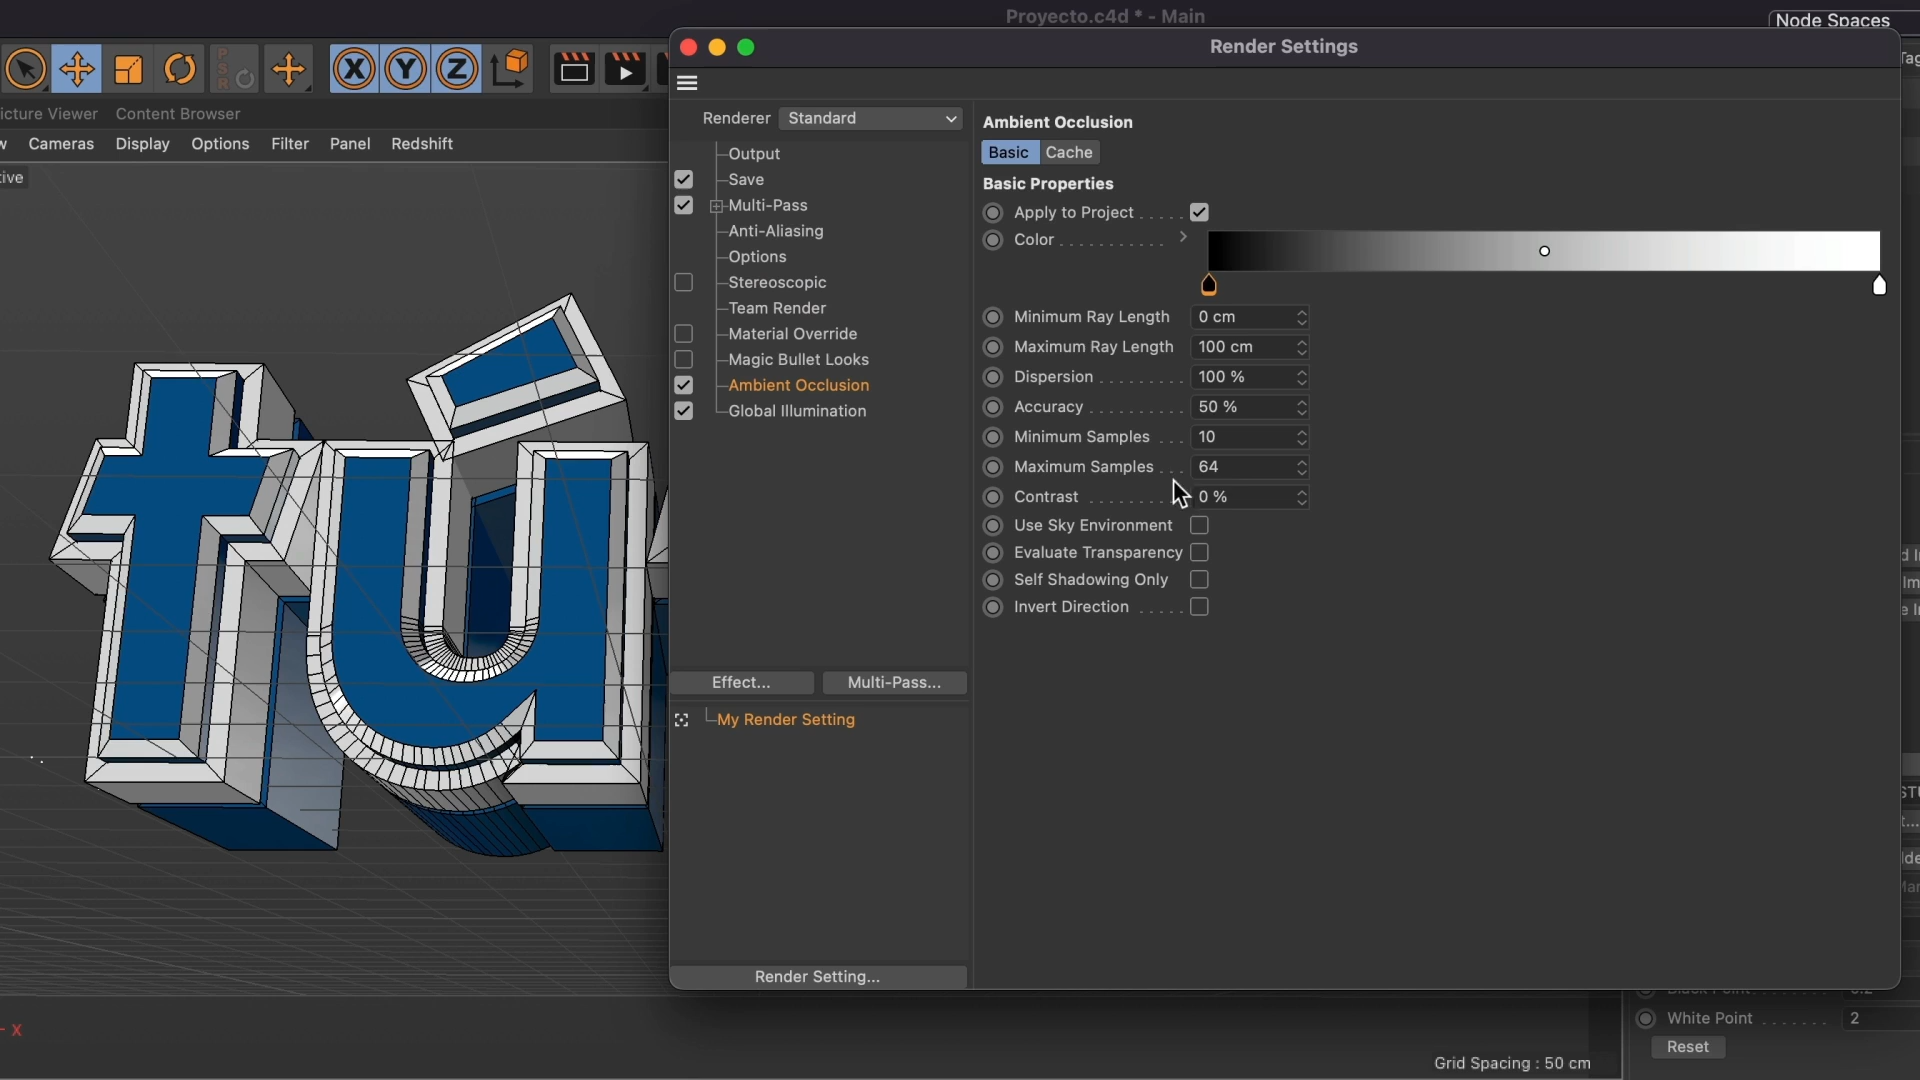 Proyecto.c4d * - Main
Node Spaces
Render Settings
Picture Viewer Content Browser
Cameras Display Options Filter Panel Redshift
X Y Z
PSR
Renderer Standard
Output
Save
Multi-Pass
Anti-Aliasing
Options
Stereoscopic
Team Render
Material Override
Magic Bullet Looks
Ambient Occlusion
Global Illumination
Effect... Multi-Pass...
My Render Setting
Render Setting...
Ambient Occlusion
Basic Cache
Basic Properties
Apply to Project . . . . .
Color . . . . . . . . . . . .
Minimum Ray Length 0 cm
Maximum Ray Length 100 cm
Dispersion . . . . . . . . . 100 %
Accuracy . . . . . . . . . . 50 %
Minimum Samples . . . 10
Maximum Samples . . . 64
Contrast . . . . . . . . . 0 %
Use Sky Environment
Evaluate Transparency
Self Shadowing Only
Invert Direction . . . . .
tú
X
White Point . . . . . . . 2
Reset
Grid Spacing : 50 cm